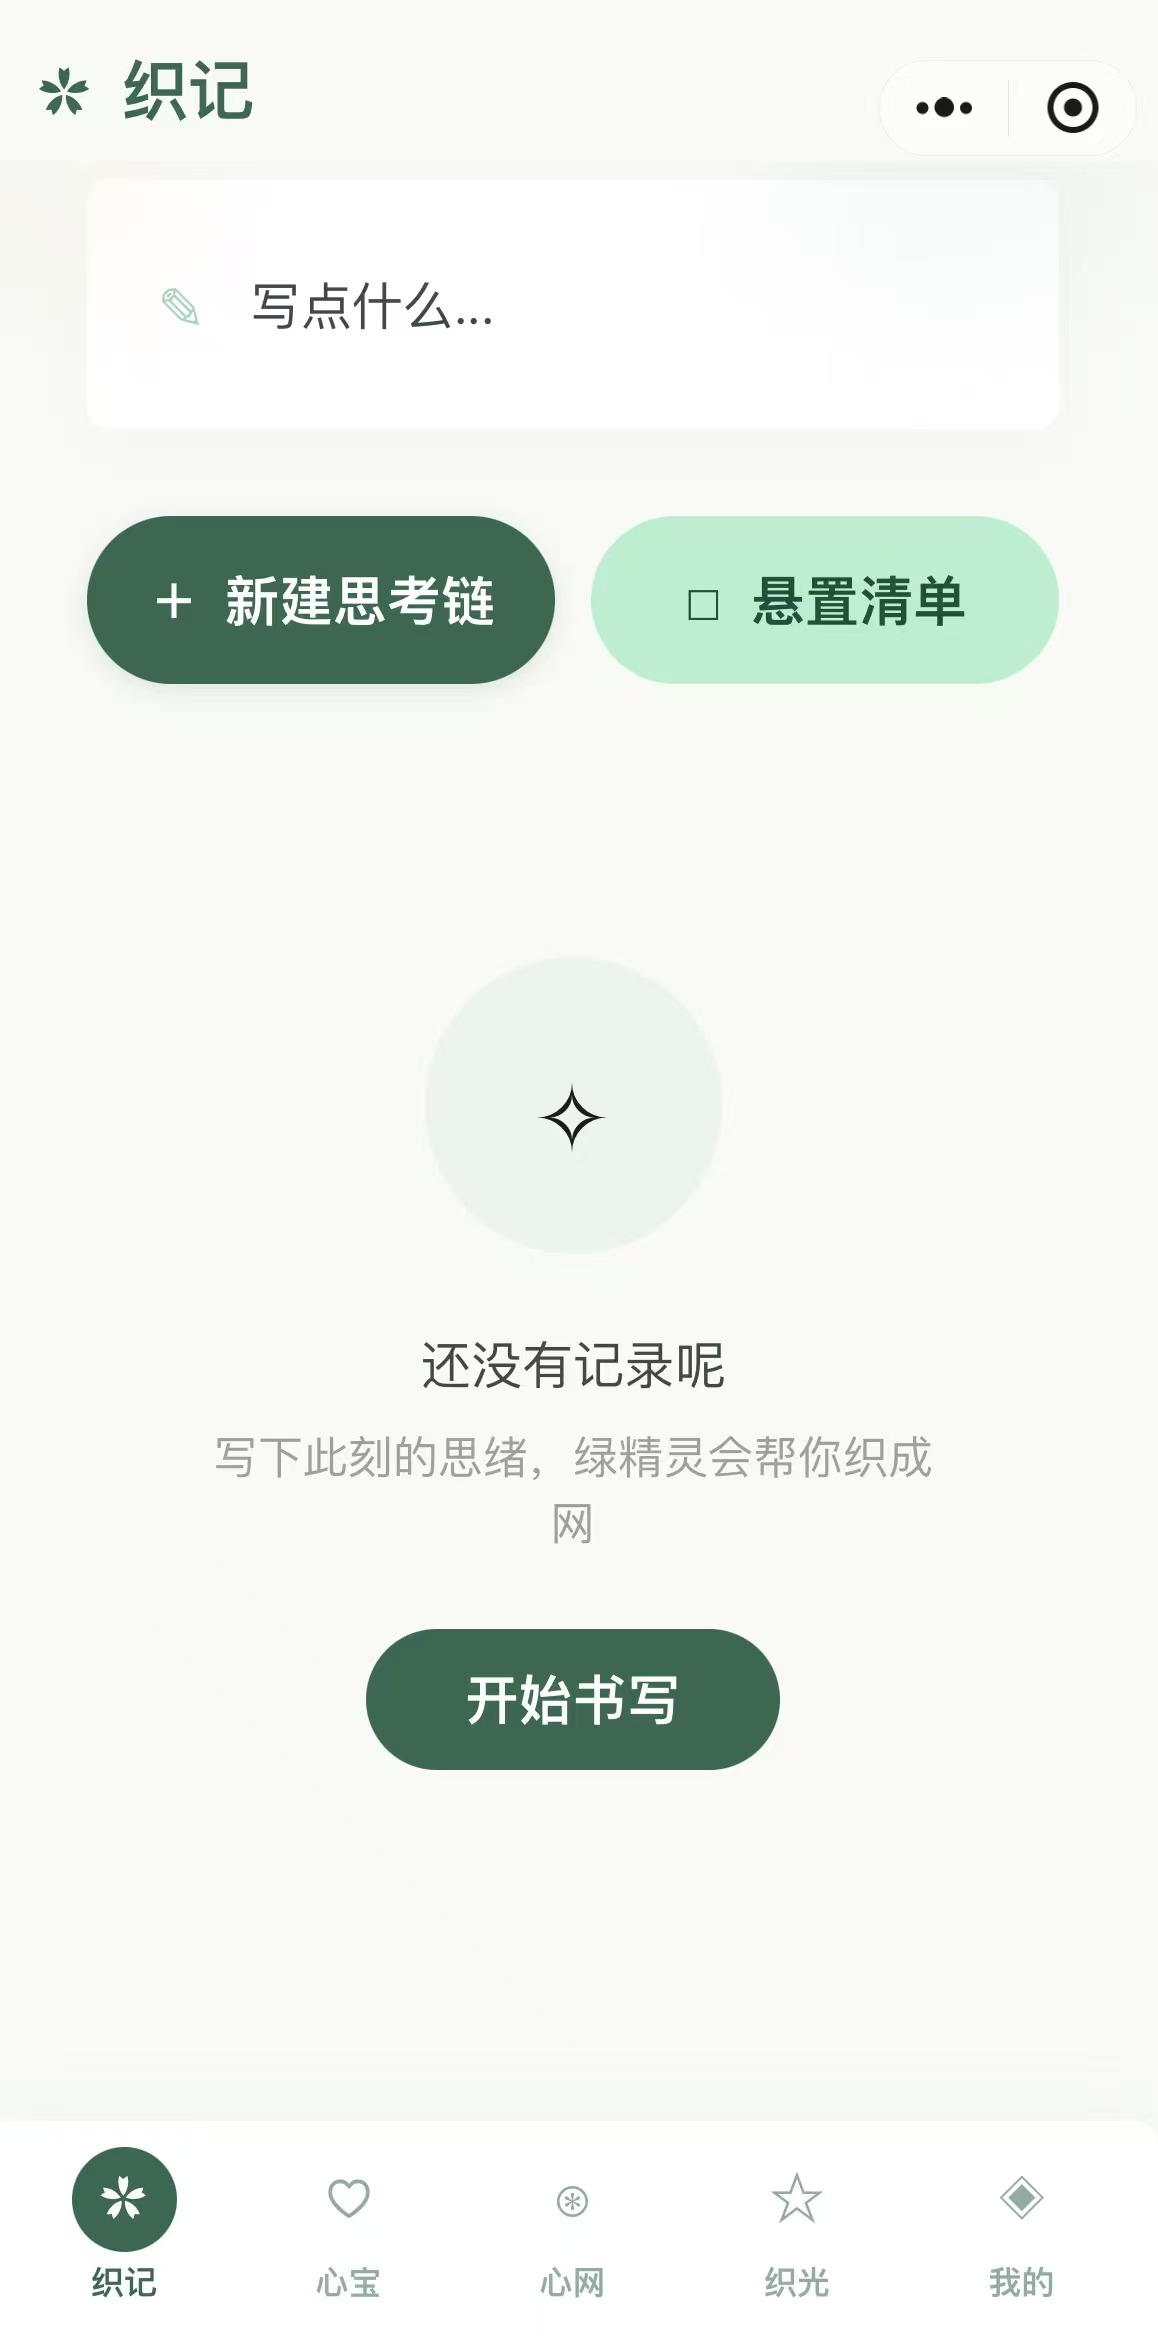 织记
写点什么...
+ 新建思考链
悬置清单
还没有记录呢
写下此刻的思绪，绿精灵会帮你织成
网
开始书写
织记
心宝
心网
织光
我的